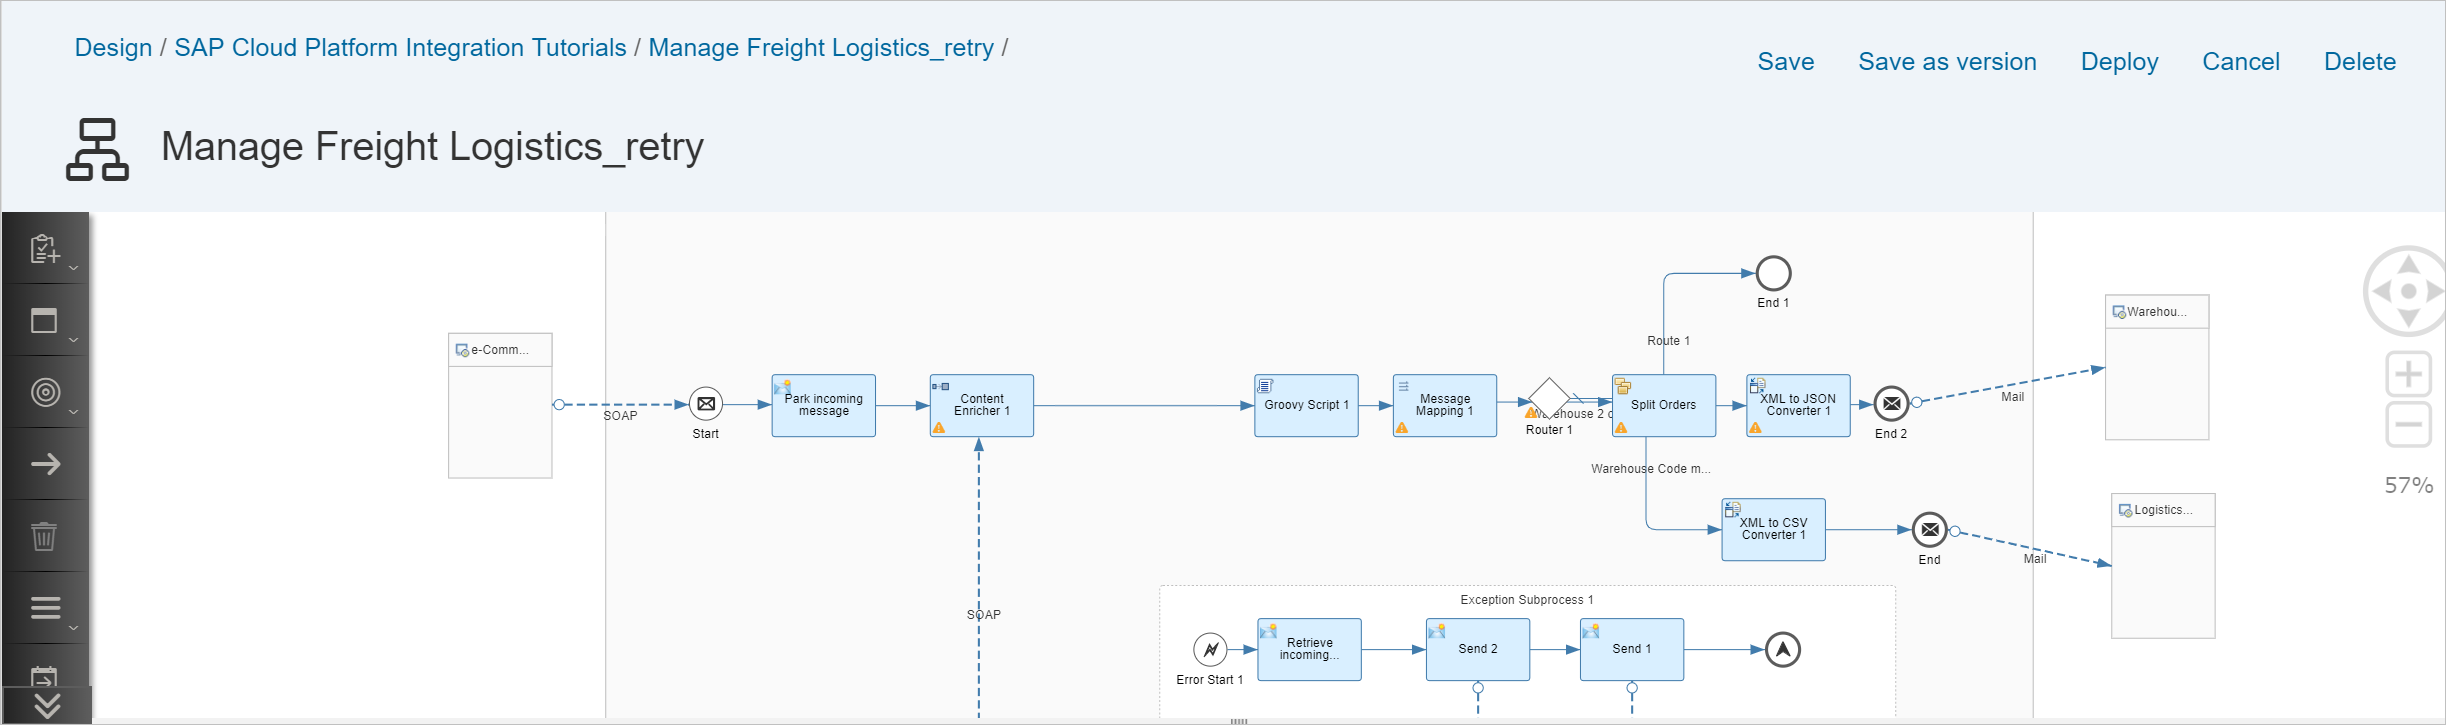 Design / SAP Cloud Platform Integration Tutorials / Manage Freight Logistics_retry /
Save
Save as version
Deploy
Cancel
Delete
Manage Freight Logistics_retry
End 1
Warehou...
Route 1
e-Comm...
SOAP
Start
Park incoming
message
Content
Enricher 1
Groovy Script 1
Message
Mapping 1
Warehouse 2
Router 1
Split Orders
XML to JSON
Converter 1
End 2
Mail
57%
Warehouse Code m...
XML to CSV
Converter 1
End
Mail
Logistics...
SOAP
Exception Subprocess 1
Error Start 1
Retrieve
incoming...
Send 2
Send 1